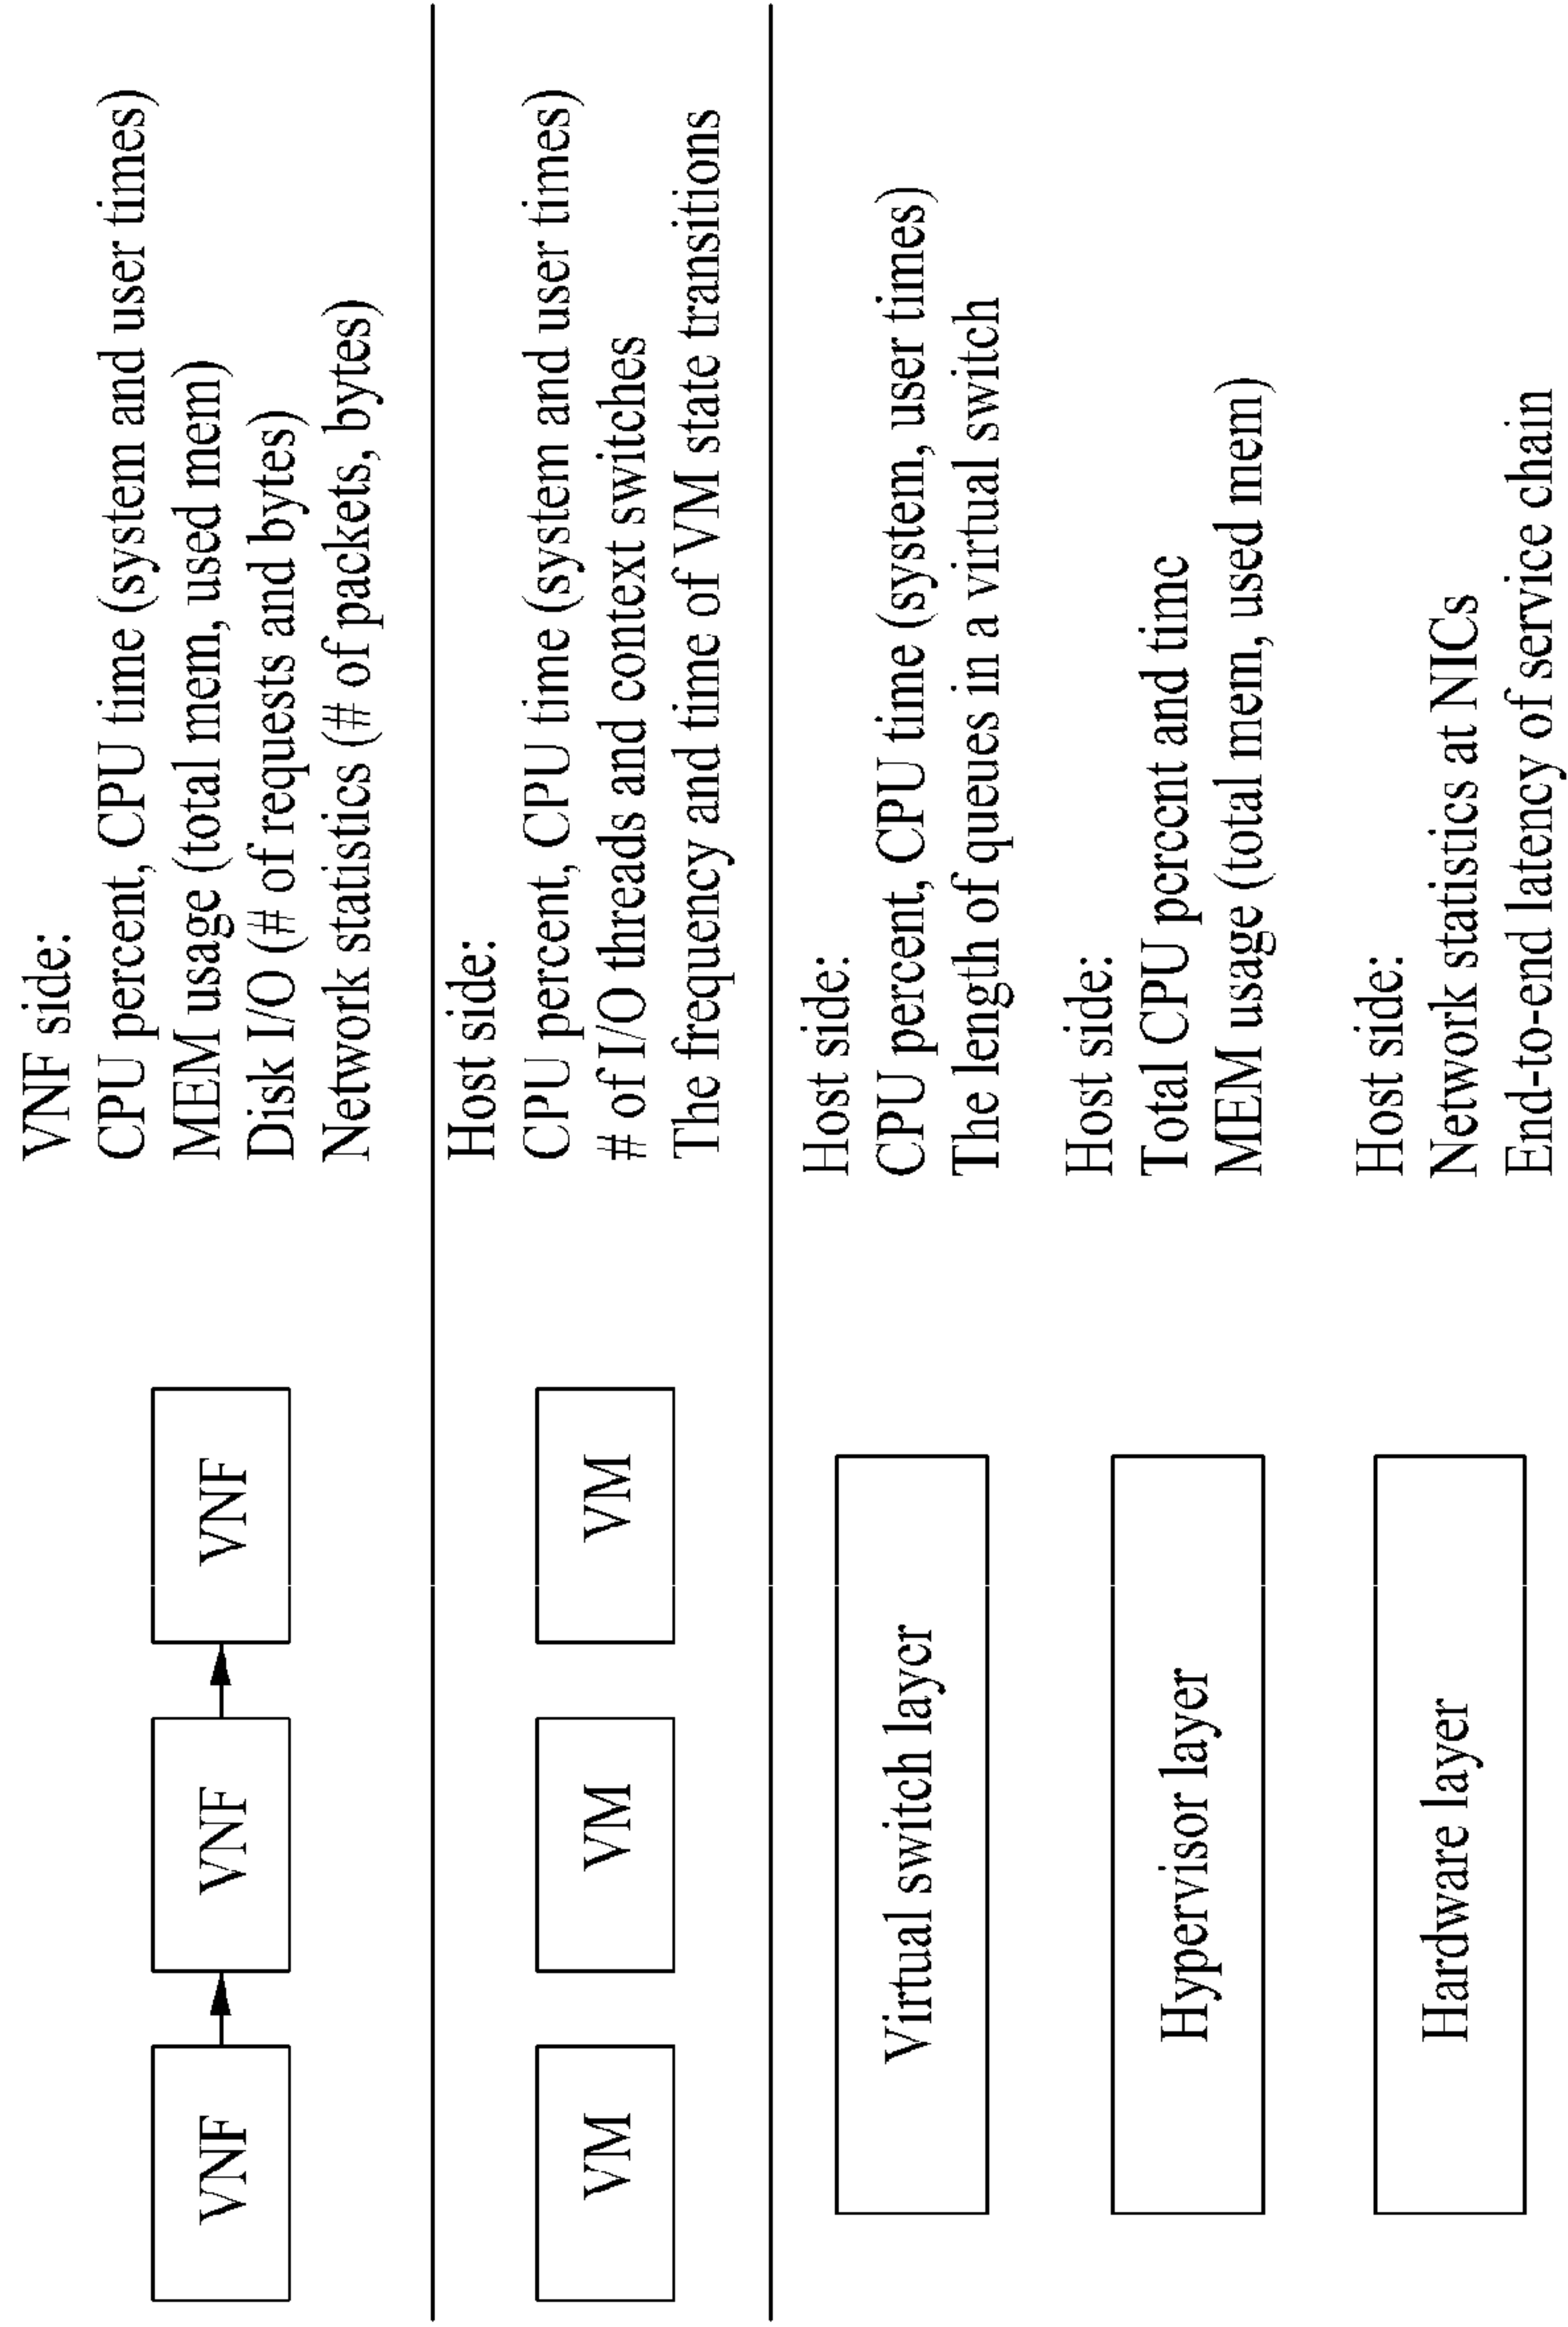 VNF
VNF
VNF
VNF side:
CPU percent, CPU time (system and user times)
MEM usage (total mem, used mem)
Disk I/O (# of requests and bytes)
Network statistics (# of packets, bytes)
VM
VM
VM
Host side:
CPU percent, CPU time (system and user times)
# of I/O threads and context switches
The frequency and time of VM state transitions
Virtual switch layer
Host side:
CPU percent, CPU time (system, user times)
The length of queues in a virtual switch
Hypervisor layer
Host side:
Total CPU percent and time
MEM usage (total mem, used mem)
Hardware layer
Host side:
Network statistics at NICs
End-to-end latency of service chain